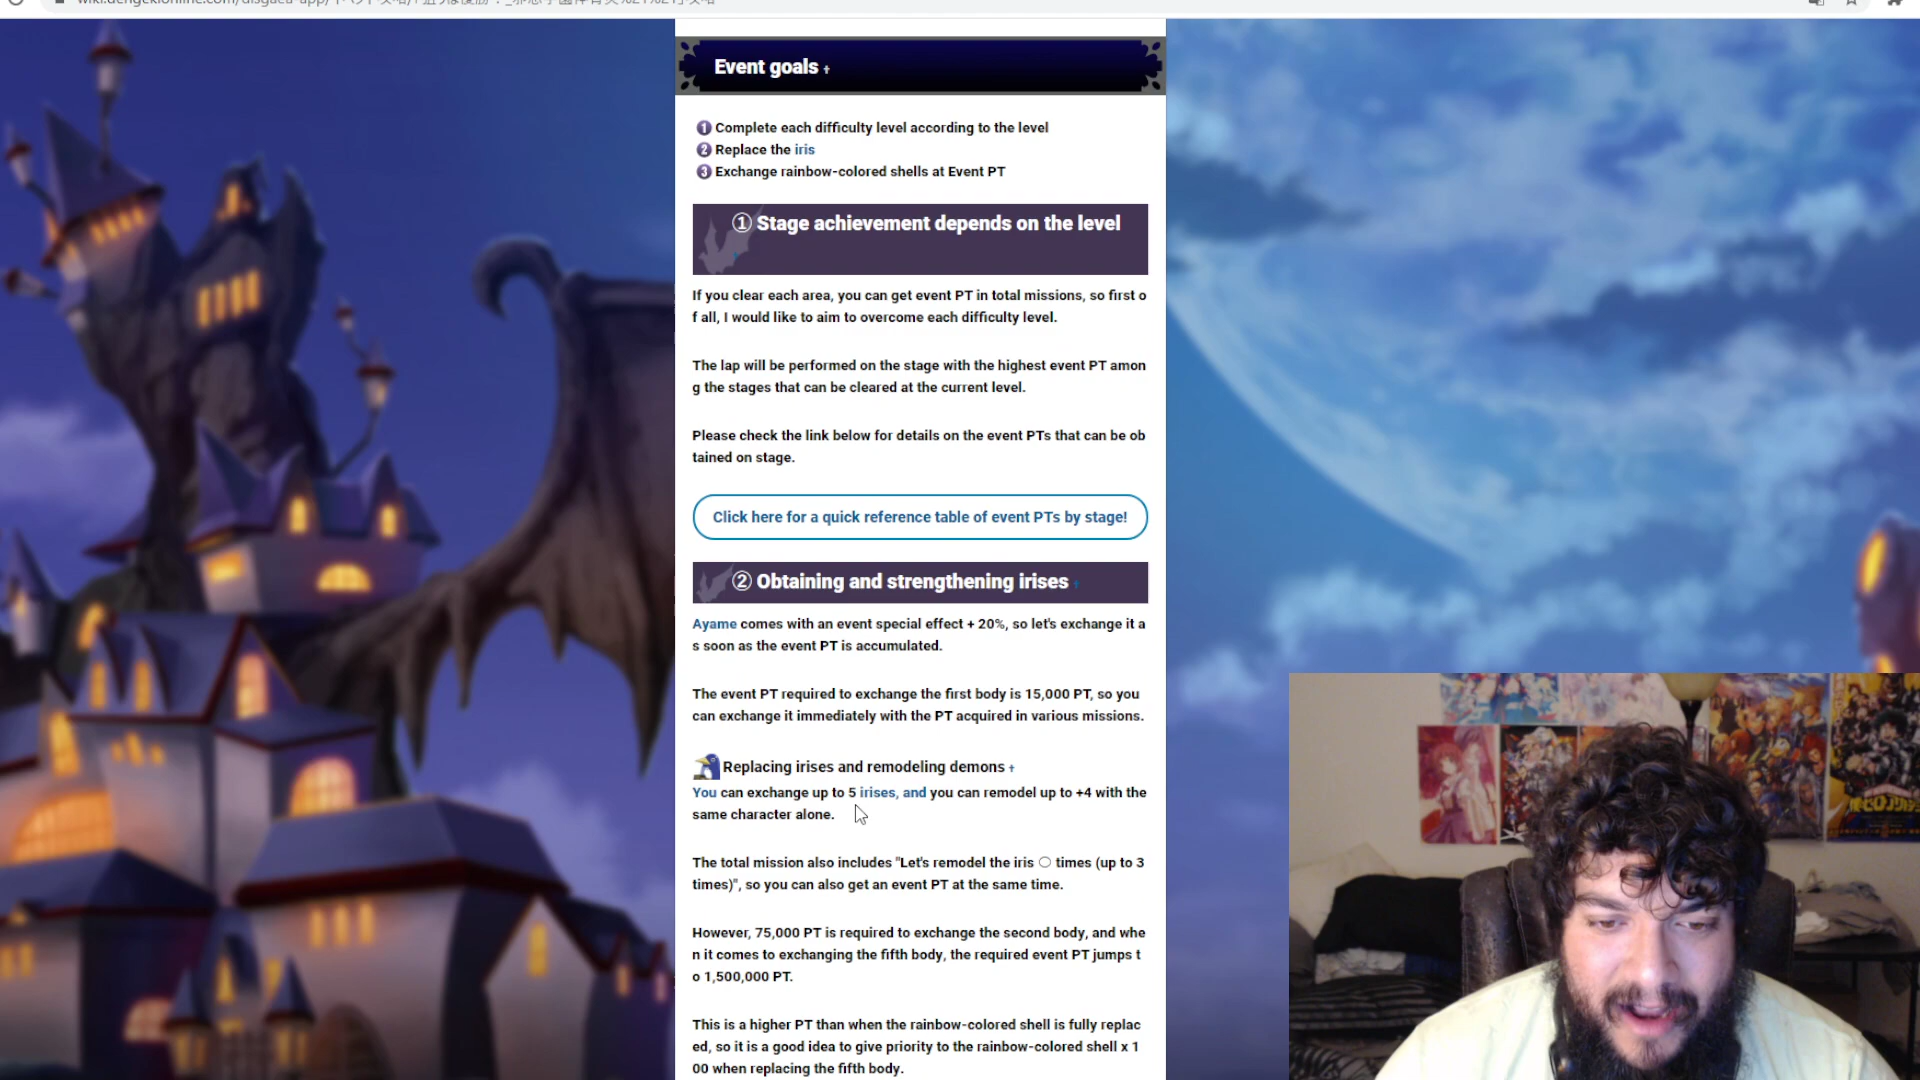 Event goals †
1 Complete each difficulty level according to the level
2 Replace the iris
3 Exchange rainbow-colored shells at Event PT
① Stage achievement depends on the level
If you clear each area, you can get event PT in total missions, so first o
f all, I would like to aim to overcome each difficulty level.
The lap will be performed on the stage with the highest event PT amon
g the stages that can be cleared at the current level.
Please check the link below for details on the event PTs that can be ob
tained on stage.
Click here for a quick reference table of event PTs by stage!
② Obtaining and strengthening irises †
Ayame comes with an event special effect + 20%, so let's exchange it a
s soon as the event PT is accumulated.
The event PT required to exchange the first body is 15,000 PT, so you
can exchange it immediately with the PT acquired in various missions.
Replacing irises and remodeling demons †
You can exchange up to 5 irises, and you can remodel up to +4 with the
same character alone.
The total mission also includes "Let's remodel the iris ○ times (up to 3
times)", so you can also get an event PT at the same time.
However, 75,000 PT is required to exchange the second body, and whe
n it comes to exchanging the fifth body, the required event PT jumps t
o 1,500,000 PT.
This is a higher PT than when the rainbow-colored shell is fully replac
ed, so it is a good idea to give priority to the rainbow-colored shell x 1
00 when replacing the fifth body.